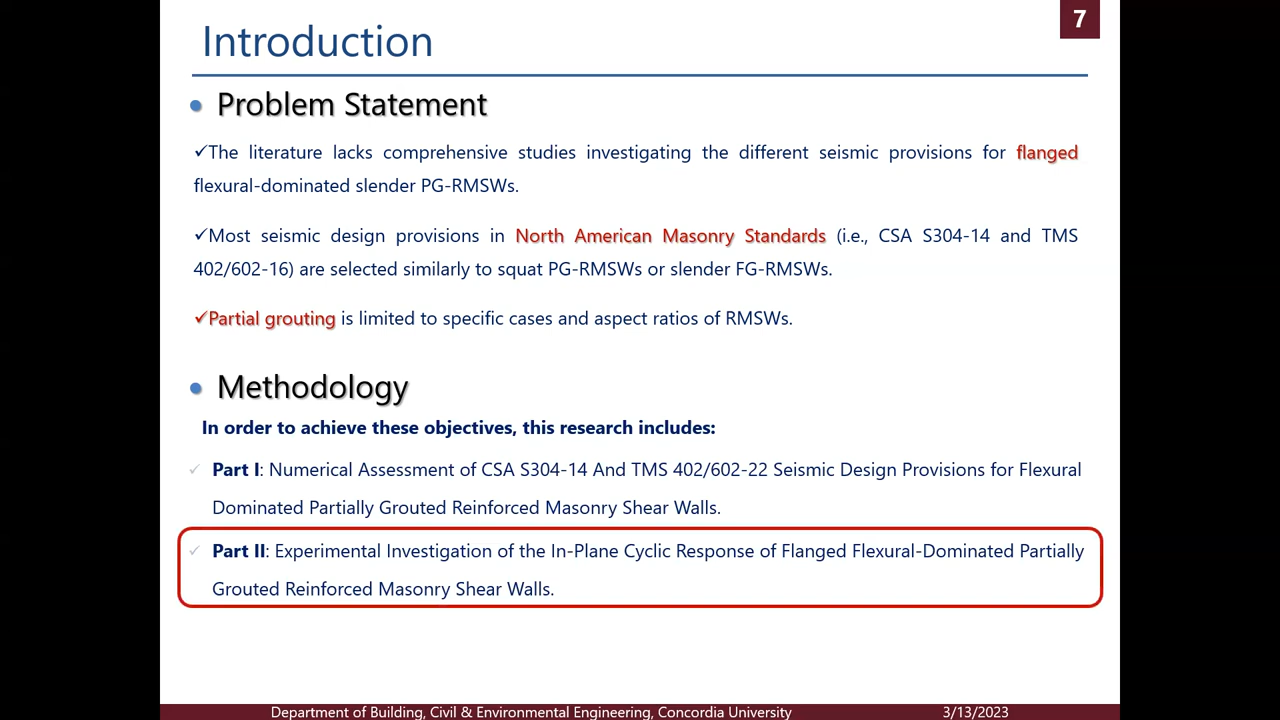 7
Introduction
Problem Statement
✓The literature lacks comprehensive studies investigating the different seismic provisions for flanged
flexural-dominated slender PG-RMSWs.
✓Most seismic design provisions in North American Masonry Standards (i.e., CSA S304-14 and TMS
402/602-16) are selected similarly to squat PG-RMSWs or slender FG-RMSWs.
✓Partial grouting is limited to specific cases and aspect ratios of RMSWs.
Methodology
In order to achieve these objectives, this research includes:
✓ Part I: Numerical Assessment of CSA S304-14 And TMS 402/602-22 Seismic Design Provisions for Flexural
Dominated Partially Grouted Reinforced Masonry Shear Walls.
✓ Part II: Experimental Investigation of the In-Plane Cyclic Response of Flanged Flexural-Dominated Partially
Grouted Reinforced Masonry Shear Walls.
Department of Building, Civil & Environmental Engineering, Concordia University 3/13/2023